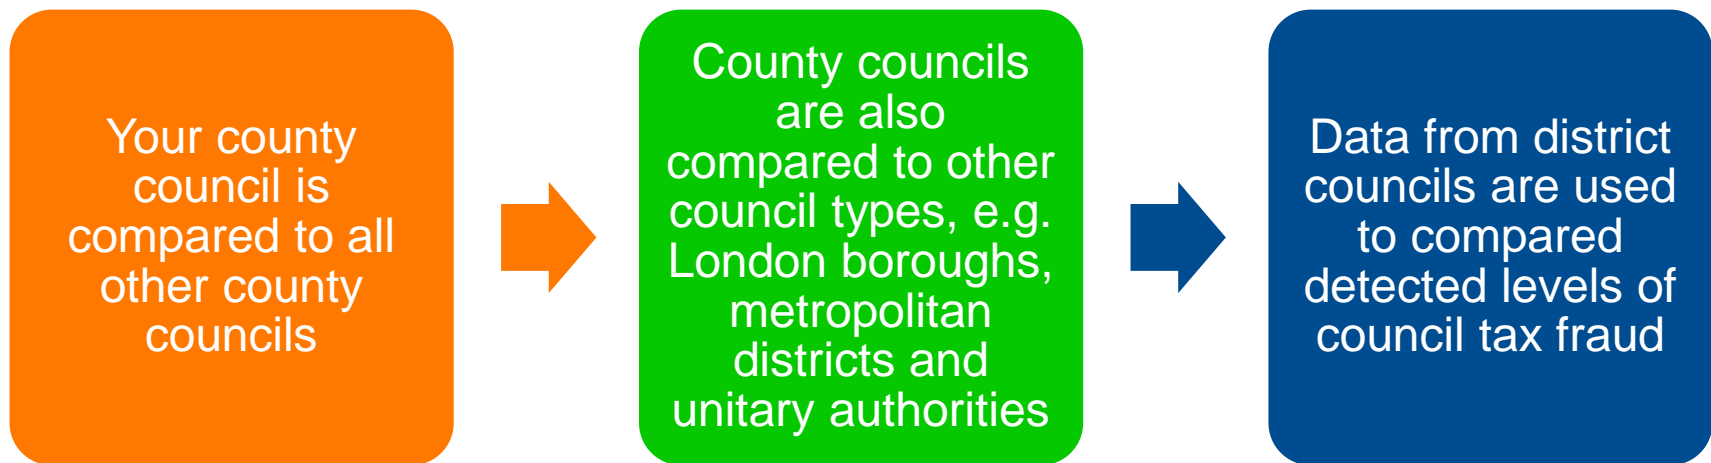 Your county
council is
compared to all
other county
councils
County councils
are also
compared to other
council types, e.g.
London boroughs,
metropolitan
districts and
unitary authorities
Data from district
councils are used
to compared
detected levels of
council tax fraud